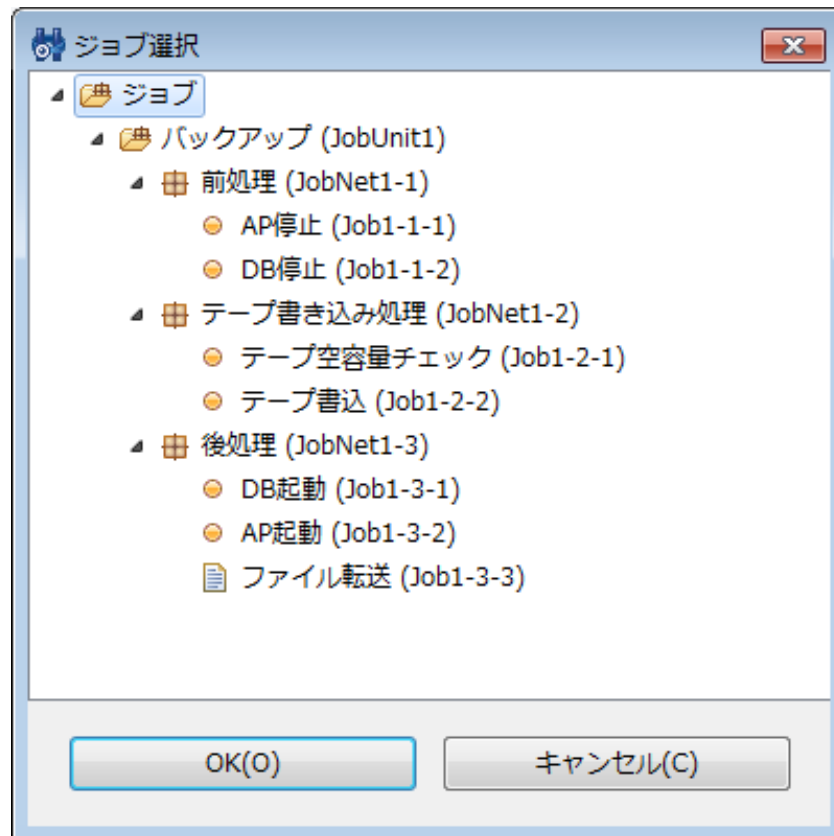 ジョブ選択
ジョブ
バックアップ (JobUnit1)
前処理 (JobNet1-1)
AP停止 (Job1-1-1)
DB停止 (Job1-1-2)
テープ書き込み処理 (JobNet1-2)
テープ空容量チェック (Job1-2-1)
テープ書込 (Job1-2-2)
後処理 (JobNet1-3)
DB起動 (Job1-3-1)
AP起動 (Job1-3-2)
ファイル転送 (Job1-3-3)
OK(O) キャンセル(C)